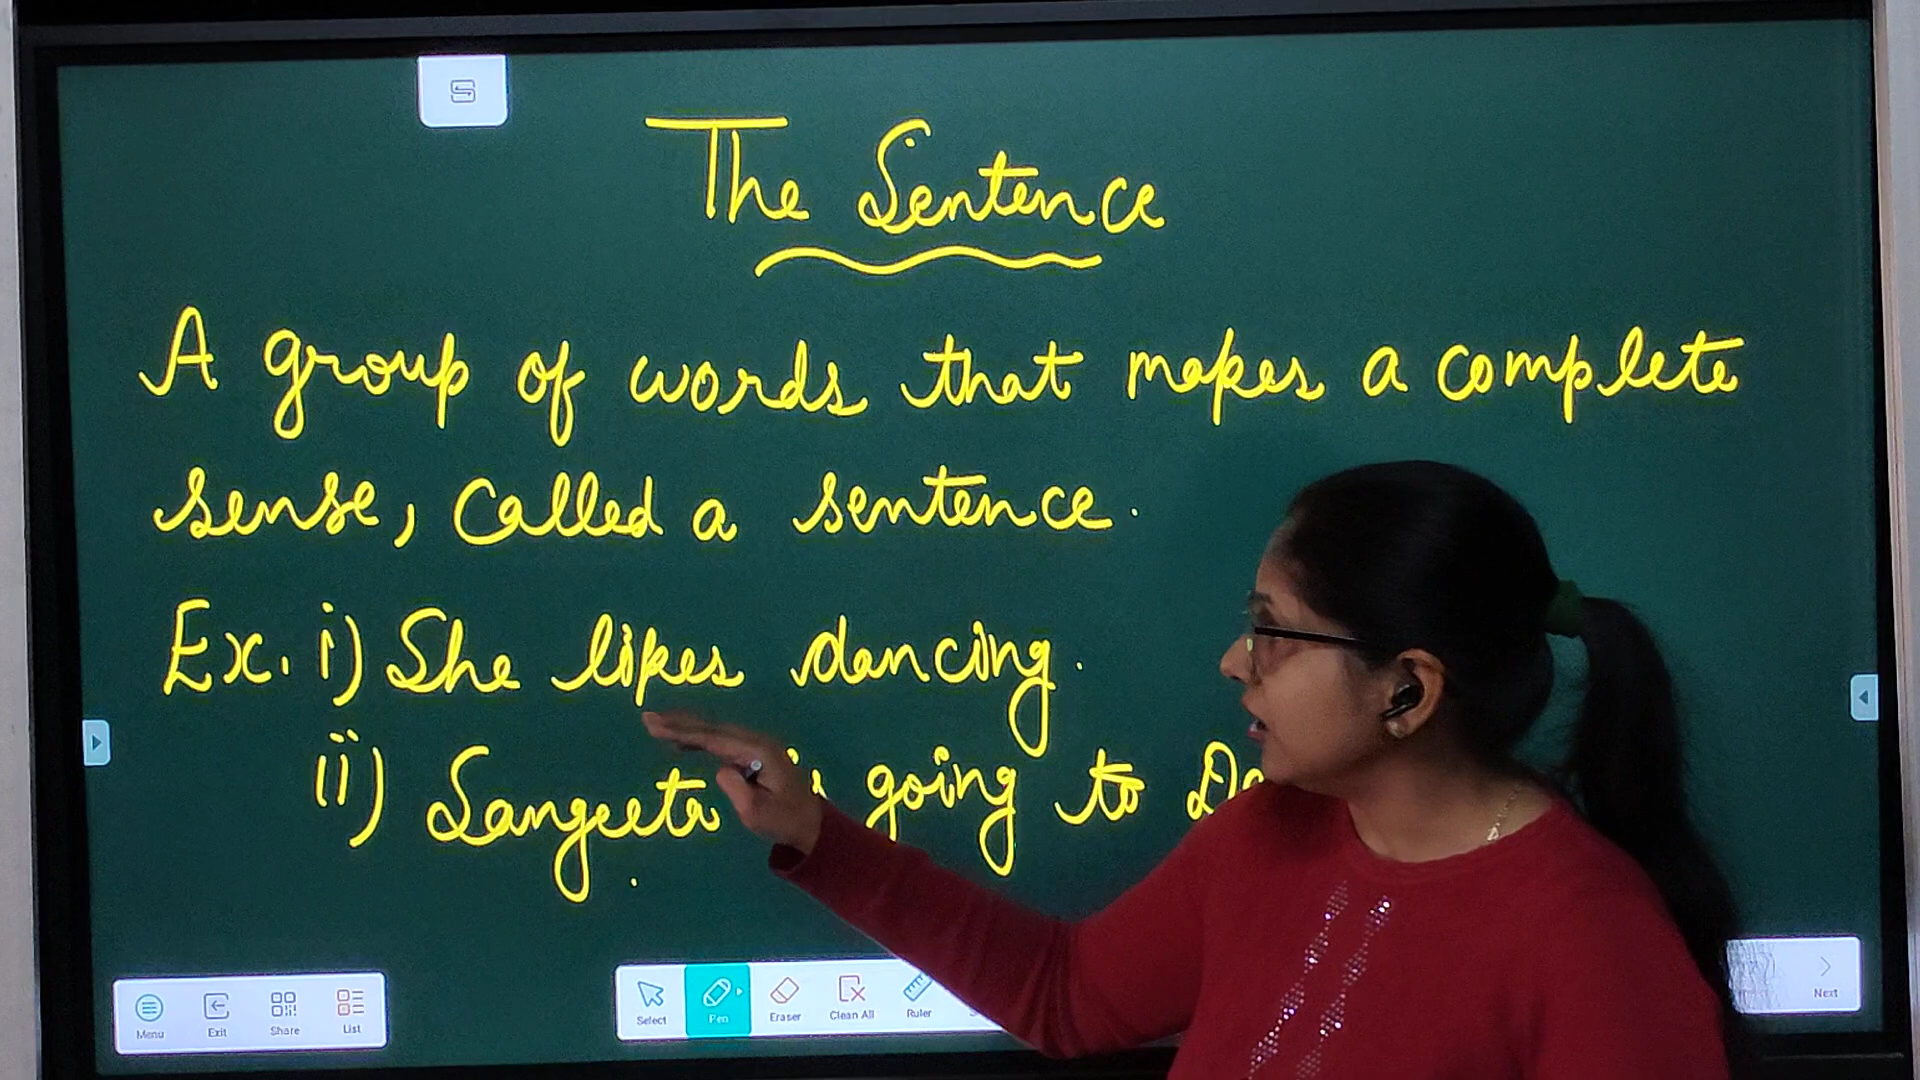 The Sentence
A group of words that makes a complete
sense, called a sentence.
Ex. i) She likes dancing.
ii) Sangeeta is going to
Menu Exit Share List
Select Pen Eraser Clean All Ruler
Next